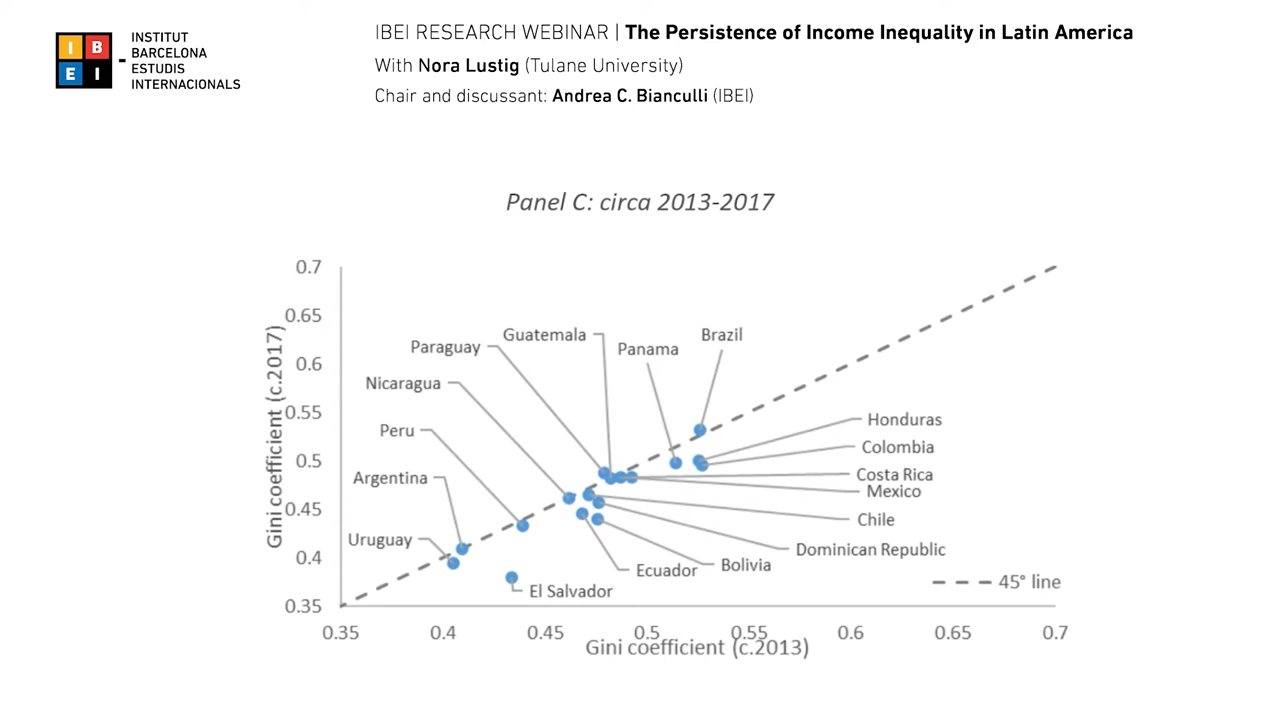 I B
E I
INSTITUT
BARCELONA
ESTUDIS
INTERNACIONALS
IBEI RESEARCH WEBINAR | The Persistence of Income Inequality in Latin America
With Nora Lustig (Tulane University)
Chair and discussant: Andrea C. Bianculli (IBEI)
Panel C: circa 2013-2017
Gini coefficient (c.2017)
0.7
0.65
0.6
0.55
0.5
0.45
0.4
0.35
Guatemala
Brazil
Paraguay
Panama
Nicaragua
Peru
Argentina
Uruguay
Honduras
Colombia
Costa Rica
Mexico
Chile
Dominican Republic
Bolivia
Ecuador
El Salvador
45° line
0.35 0.4 0.45 0.5 0.55 0.6 0.65 0.7
Gini coefficient (c.2013)